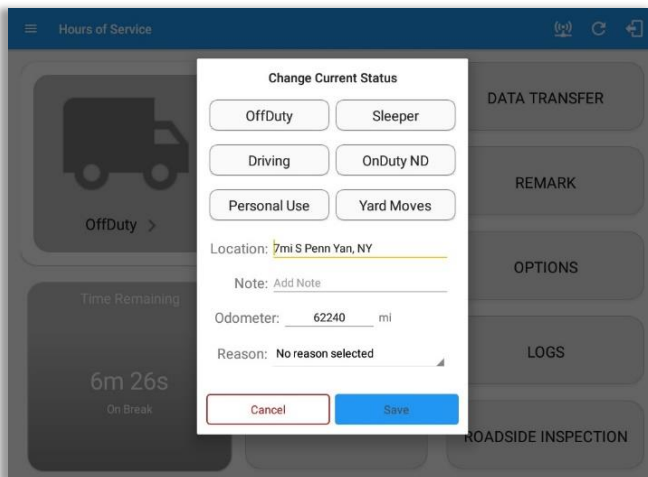 Hours of Service
Change Current Status
OffDuty
Sleeper
Driving
OnDuty ND
Personal Use
Yard Moves
Location: 7mi S Penn Yan, NY
Note: Add Note
Odometer: 62240 mi
Reason: No reason selected
Cancel
Save
OffDuty >
Time Remaining
6m 26s
On Break
DATA TRANSFER
REMARK
OPTIONS
LOGS
ROADSIDE INSPECTION